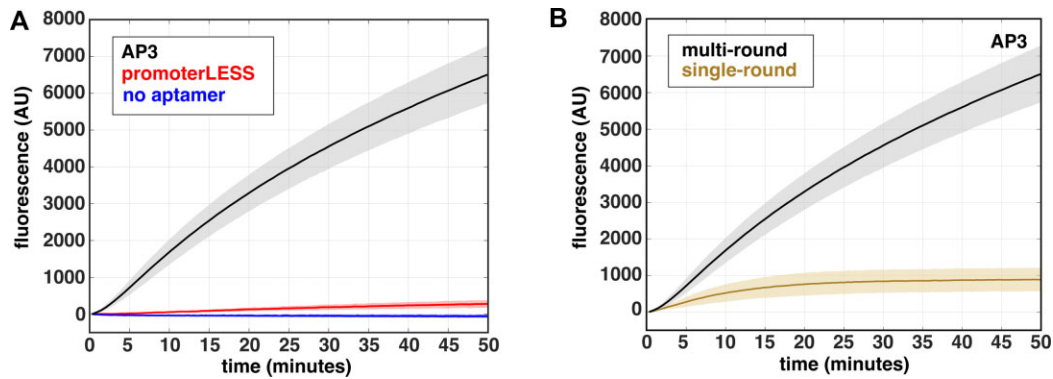 A
fluorescence (AU)
8000
7000
6000
5000
4000
3000
2000
1000
0
-500
AP3
promoterLESS
no aptamer
0 5 10 15 20 25 30 35 40 45 50
time (minutes)
B
fluorescence (AU)
8000
7000
6000
5000
4000
3000
2000
1000
0
-500
multi-round
single-round
AP3
0 5 10 15 20 25 30 35 40 45 50
time (minutes)